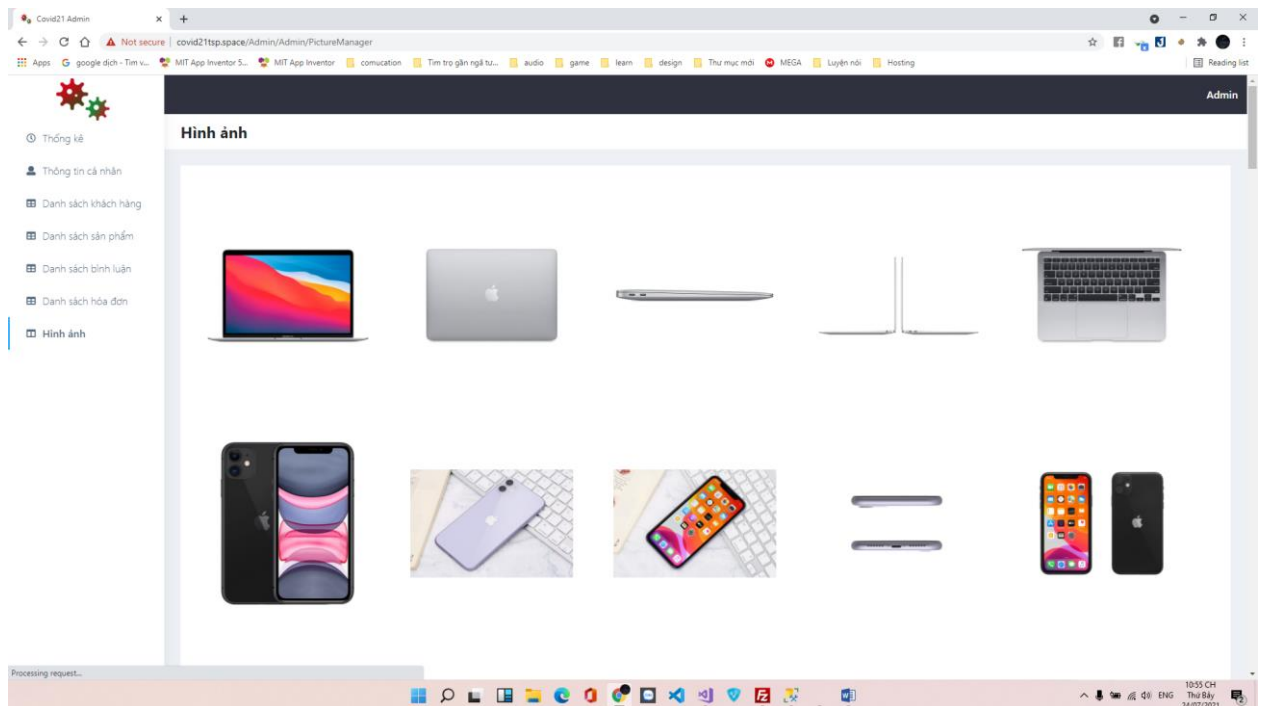 Covid21 Admin
Not secure | covid21tsp.space/Admin/Admin/PictureManager
Apps google dịch - Tìm v... MIT App Inventor 5... MIT App Inventor comucation Tìm trọ gần ngã tư... audio game learn design Thư mục mới MEGA Luyện nói Hosting Reading list
Admin
Hình ảnh
Thống kê
Thông tin cá nhân
Danh sách khách hàng
Danh sách sản phẩm
Danh sách bình luận
Danh sách hóa đơn
Hình ảnh
Processing request...
10:55 CH
ENG Thứ Bảy
24/07/2021